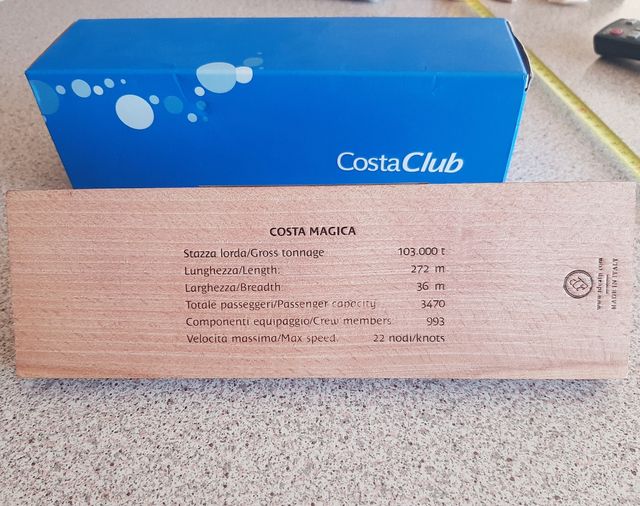 CostaClub
COSTA MAGICA
Stazza lorda/Gross tonnage 103.000 t
Lunghezza/Length: 272 m
Larghezza/Breadth 36 m
Totale passeggeri/Passenger capacity 3470
Componenti equipaggio/Crew members 993
Velocita massima/Max speed. 22 nodi/knots
MADE IN ITALY